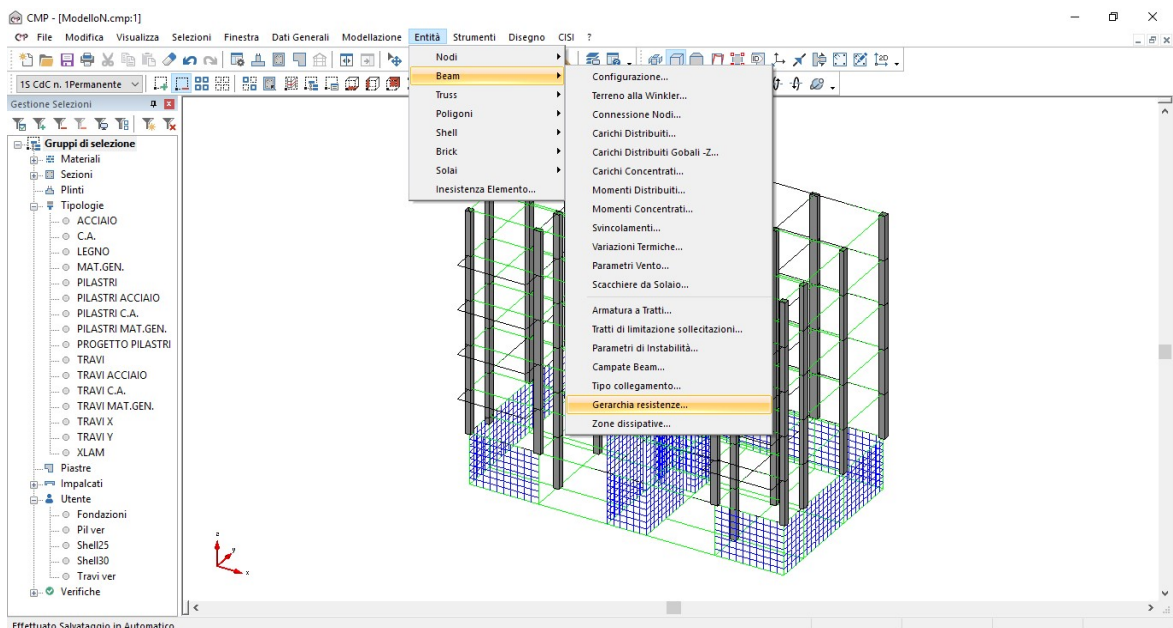 CMP - [ModelloN.cmp:1]
CMP File Modifica Visualizza Selezioni Finestra Dati Generali Modellazione Entità Strumenti Disegno CISI ?
1S CdC n. 1Permanente
Gestione Selezioni
Gruppi di selezione
Materiali
Sezioni
Plinti
Tipologie
ACCIAIO
C.A.
LEGNO
MAT.GEN.
PILASTRI
PILASTRI ACCIAIO
PILASTRI C.A.
PILASTRI MAT.GEN.
PROGETTO PILASTRI
TRAVI
TRAVI ACCIAIO
TRAVI C.A.
TRAVI MAT.GEN.
TRAVI X
TRAVI Y
XLAM
Piastre
Impalcati
Utente
Fondazioni
Pil ver
Shell25
Shell30
Travi ver
Verifiche
Nodi
Beam
Truss
Poligoni
Shell
Brick
Solai
Inesistenza Elemento...
Configurazione...
Terreno alla Winkler...
Connessione Nodi...
Carichi Distribuiti...
Carichi Distribuiti Gobali -Z...
Carichi Concentrati...
Momenti Distribuiti...
Momenti Concentrati...
Svincolamenti...
Variazioni Termiche...
Parametri Vento...
Scacchiere da Solaio...
Armatura a Tratti...
Tratti di limitazione sollecitazioni...
Parametri di Instabilità...
Campate Beam...
Tipo collegamento...
Gerarchia resistenze...
Zone dissipative...
z
y
x
Effettuato Salvataggio in Automatico